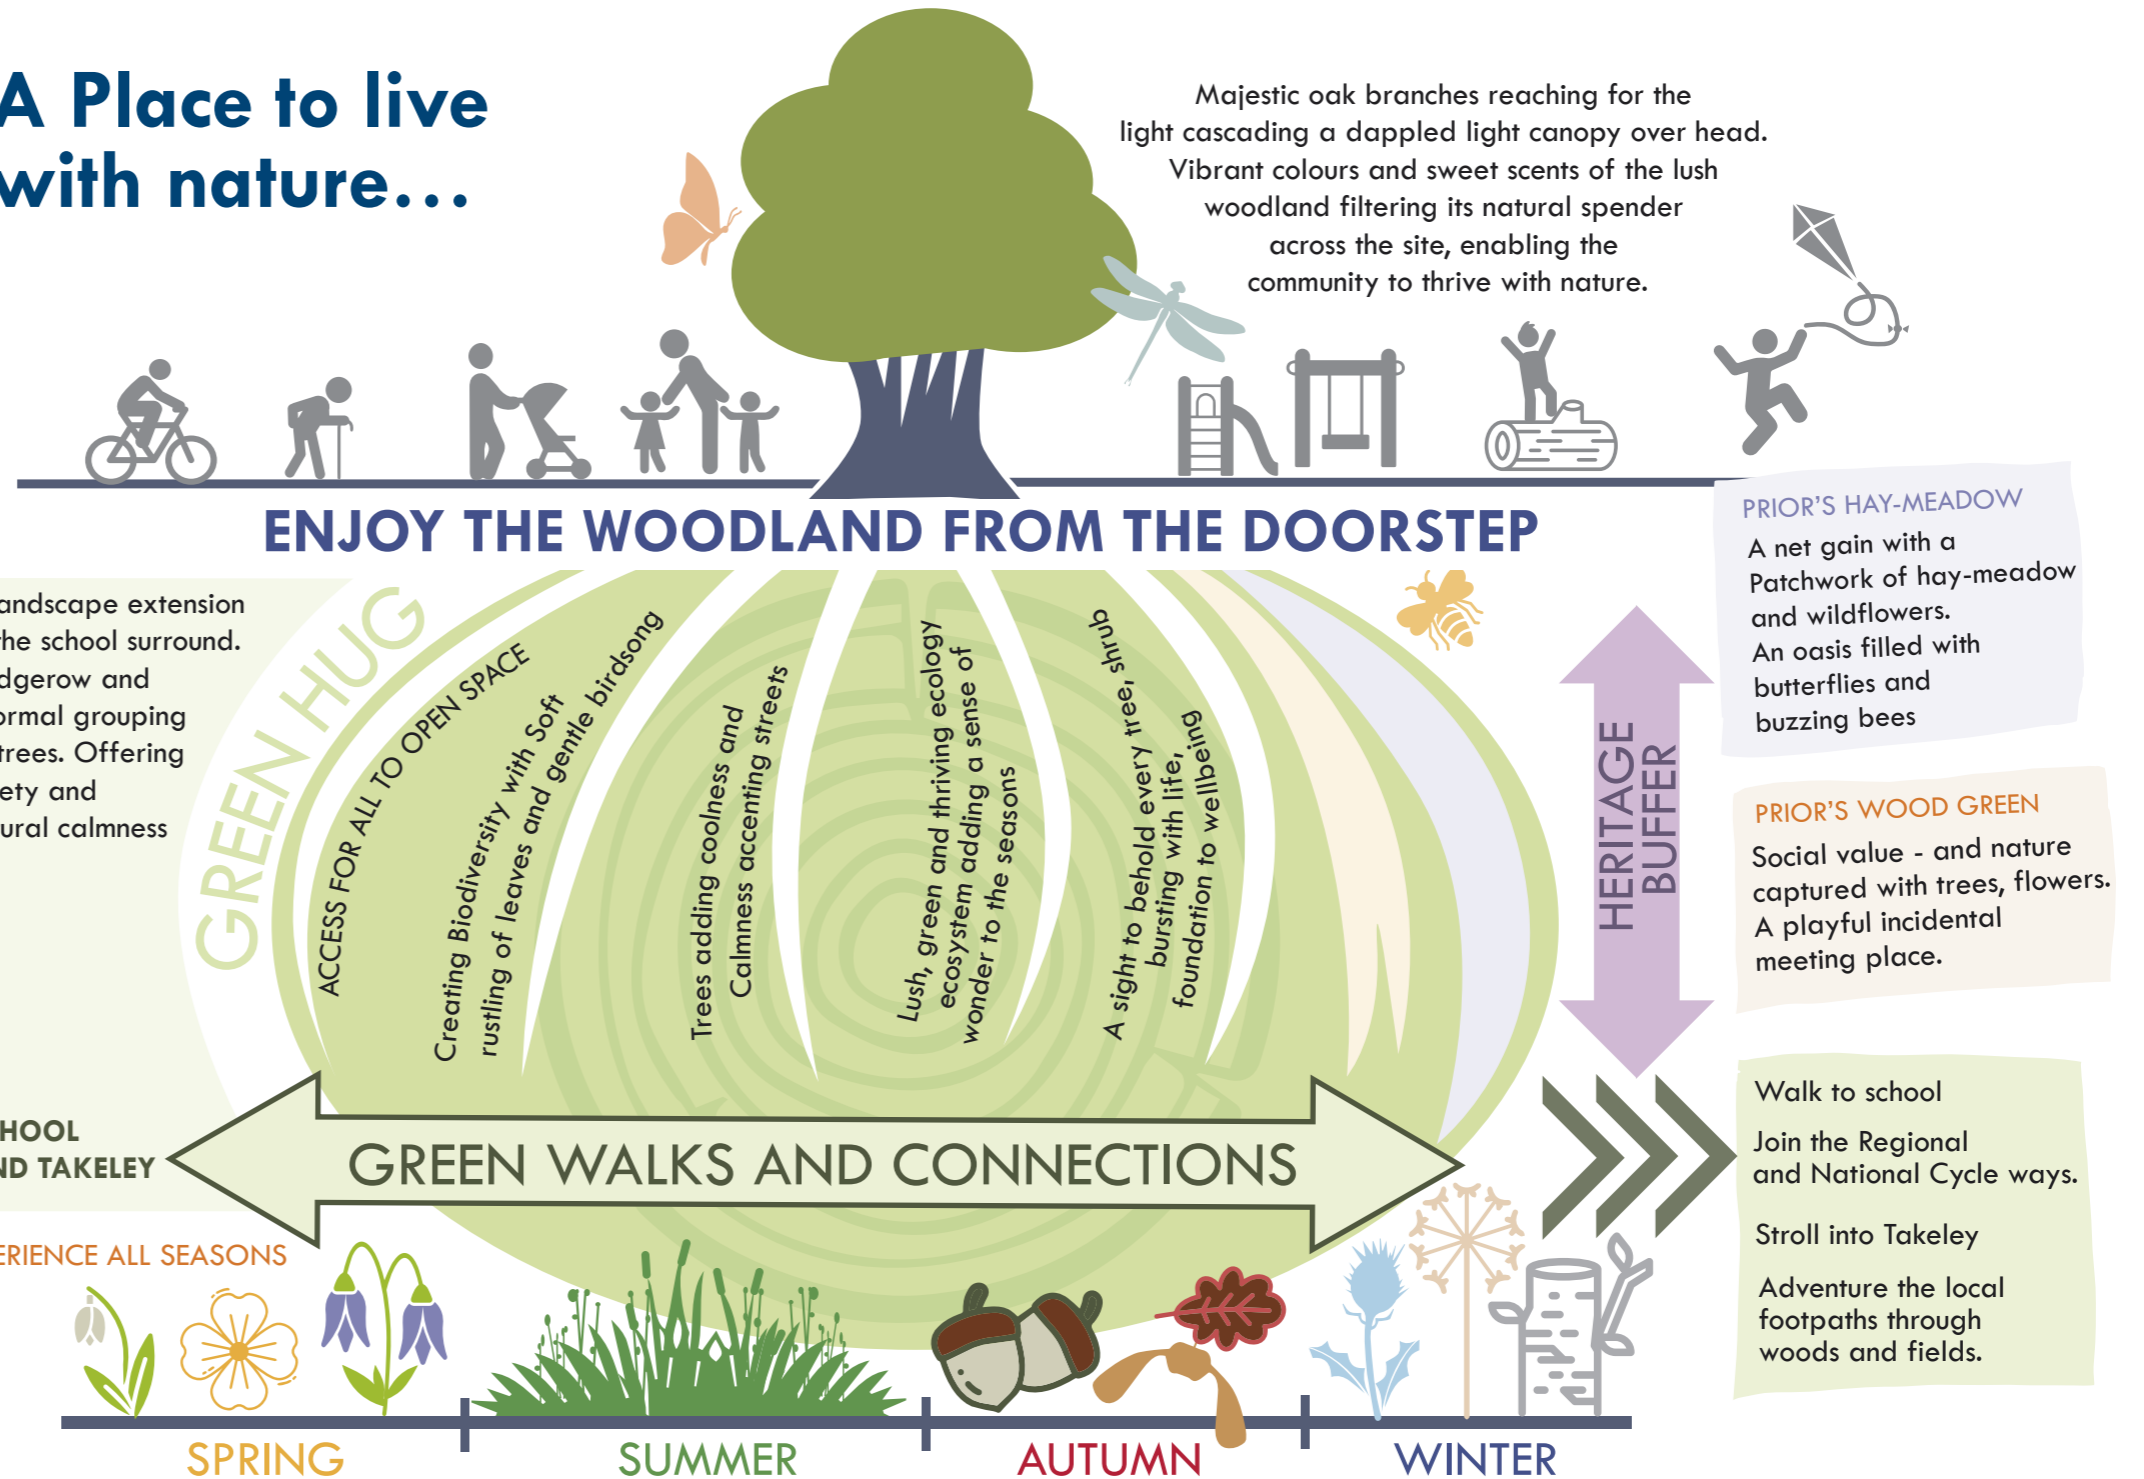 A Place to live
with nature...
Majestic oak branches reaching for the
light cascading a dappled light canopy over head.
Vibrant colours and sweet scents of the lush
woodland filtering its natural spender
across the site, enabling the
community to thrive with nature.
ENJOY THE WOODLAND FROM THE DOORSTEP
andscape extension
the school surround.
dgerow and
ormal grouping
trees. Offering
ety and
ural calmness
GREEN HUG
ACCESS FOR ALL TO OPEN SPACE
Creating Biodiversity with Soft
rustling of leaves and gentle birdsong
Trees adding coolness and
Calmness accenting streets
Lush, green and thriving ecology
ecosystem adding a sense of
wonder to the seasons
A sight to behold every tree, shrub
bursting with life,
foundation to wellbeing
HERITAGE
BUFFER
PRIOR'S HAY-MEADOW
A net gain with a
Patchwork of hay-meadow
and wildflowers.
An oasis filled with
butterflies and
buzzing bees
PRIOR'S WOOD GREEN
Social value - and nature
captured with trees, flowers.
A playful incidental
meeting place.
HOOL
ND TAKELEY
GREEN WALKS AND CONNECTIONS
Walk to school
Join the Regional
and National Cycle ways.
Stroll into Takeley
Adventure the local
footpaths through
woods and fields.
ERIENCE ALL SEASONS
SPRING
SUMMER
AUTUMN
WINTER